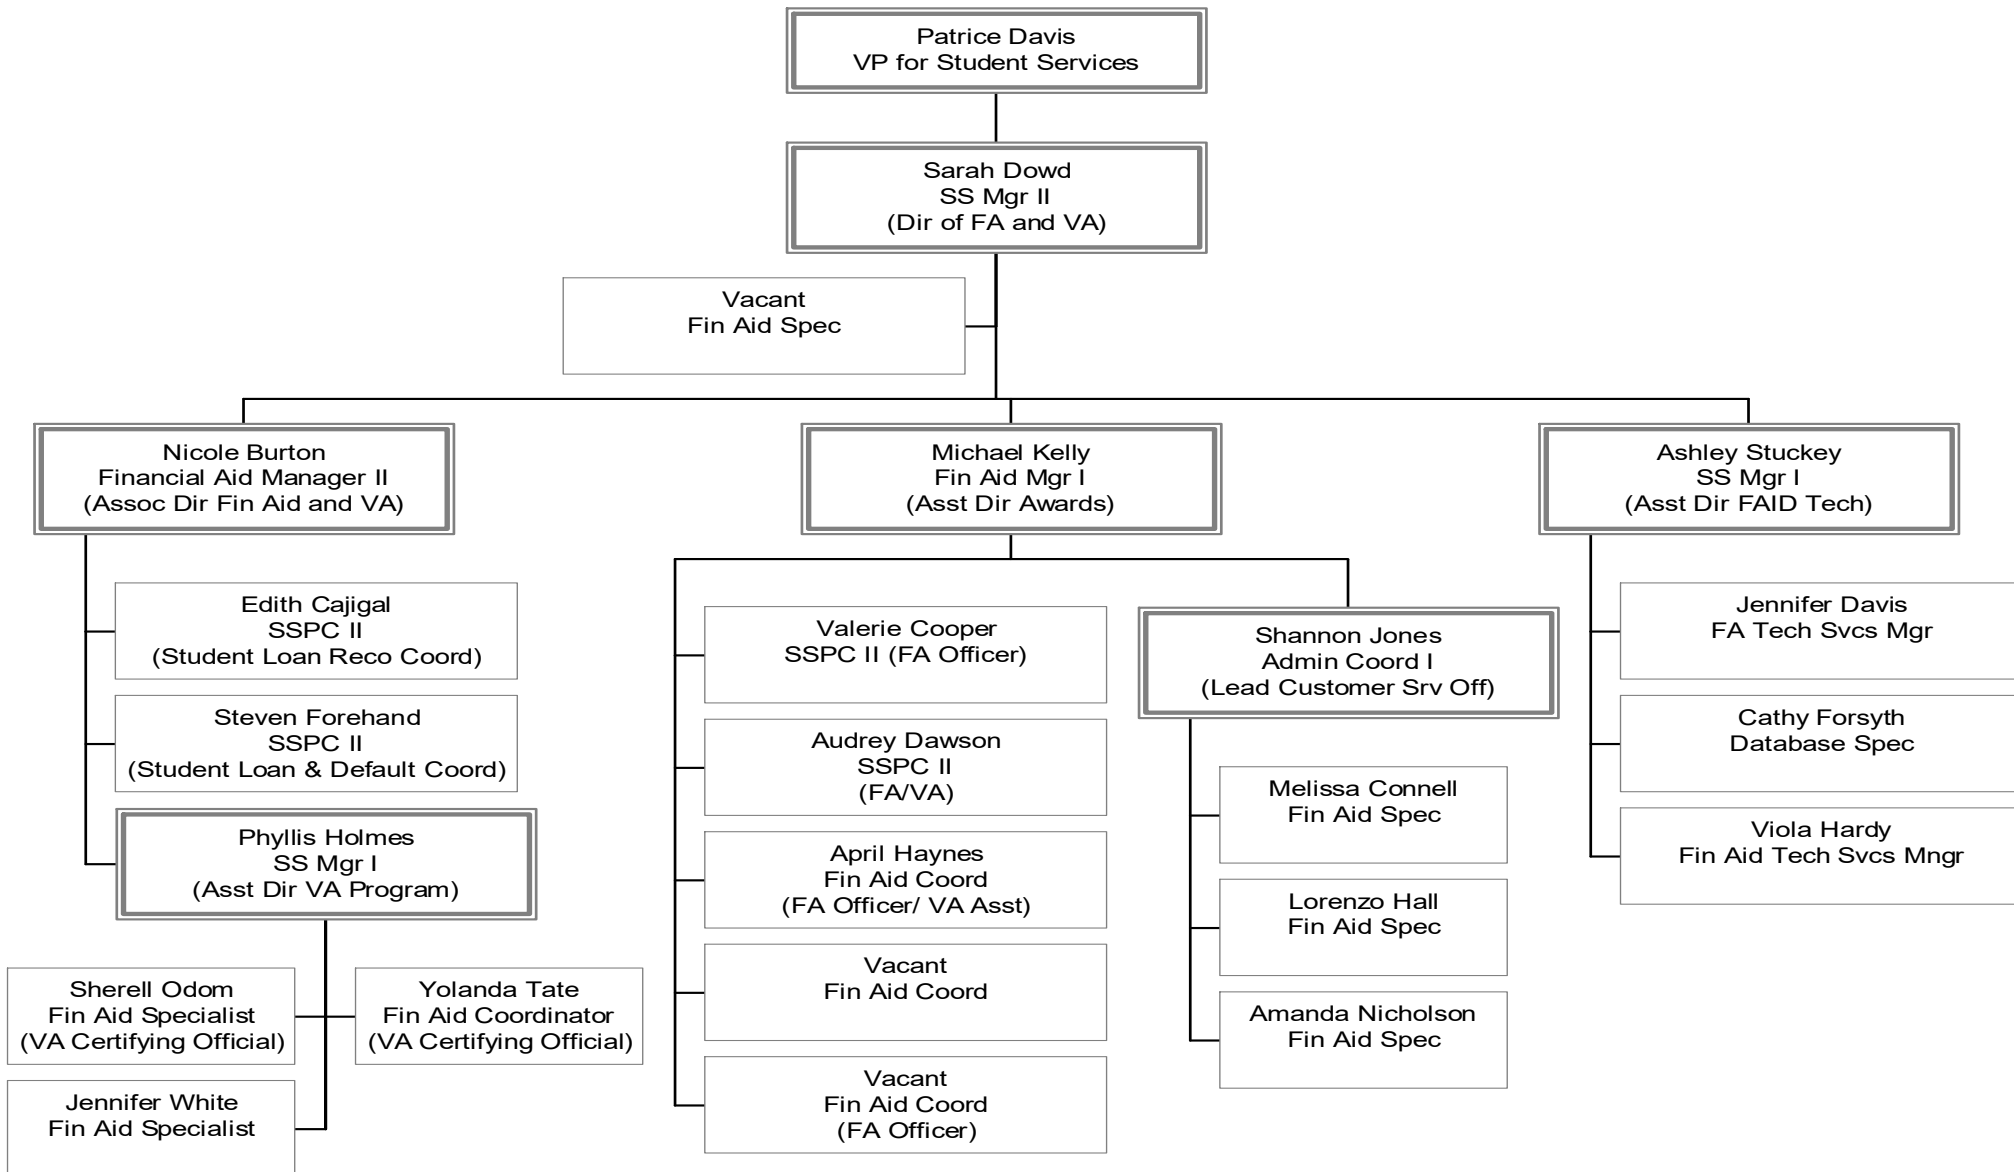 Patrice Davis
VP for Student Services
Sarah Dowd
SS Mgr II
(Dir of FA and VA)
Vacant
Fin Aid Spec
Nicole Burton
Financial Aid Manager II
(Assoc Dir Fin Aid and VA)
Edith Cajigal
SSPC II
(Student Loan Reco Coord)
Steven Forehand
SSPC II
(Student Loan & Default Coord)
Phyllis Holmes
SS Mgr I
(Asst Dir VA Program)
Sherell Odom
Fin Aid Specialist
(VA Certifying Official)
Yolanda Tate
Fin Aid Coordinator
(VA Certifying Official)
Jennifer White
Fin Aid Specialist
Michael Kelly
Fin Aid Mgr I
(Asst Dir Awards)
Valerie Cooper
SSPC II (FA Officer)
Audrey Dawson
SSPC II
(FA/VA)
April Haynes
Fin Aid Coord
(FA Officer/ VA Asst)
Vacant
Fin Aid Coord
Vacant
Fin Aid Coord
(FA Officer)
Shannon Jones
Admin Coord I
(Lead Customer Srv Off)
Melissa Connell
Fin Aid Spec
Lorenzo Hall
Fin Aid Spec
Amanda Nicholson
Fin Aid Spec
Ashley Stuckey
SS Mgr I
(Asst Dir FAID Tech)
Jennifer Davis
FA Tech Svcs Mgr
Cathy Forsyth
Database Spec
Viola Hardy
Fin Aid Tech Svcs Mngr